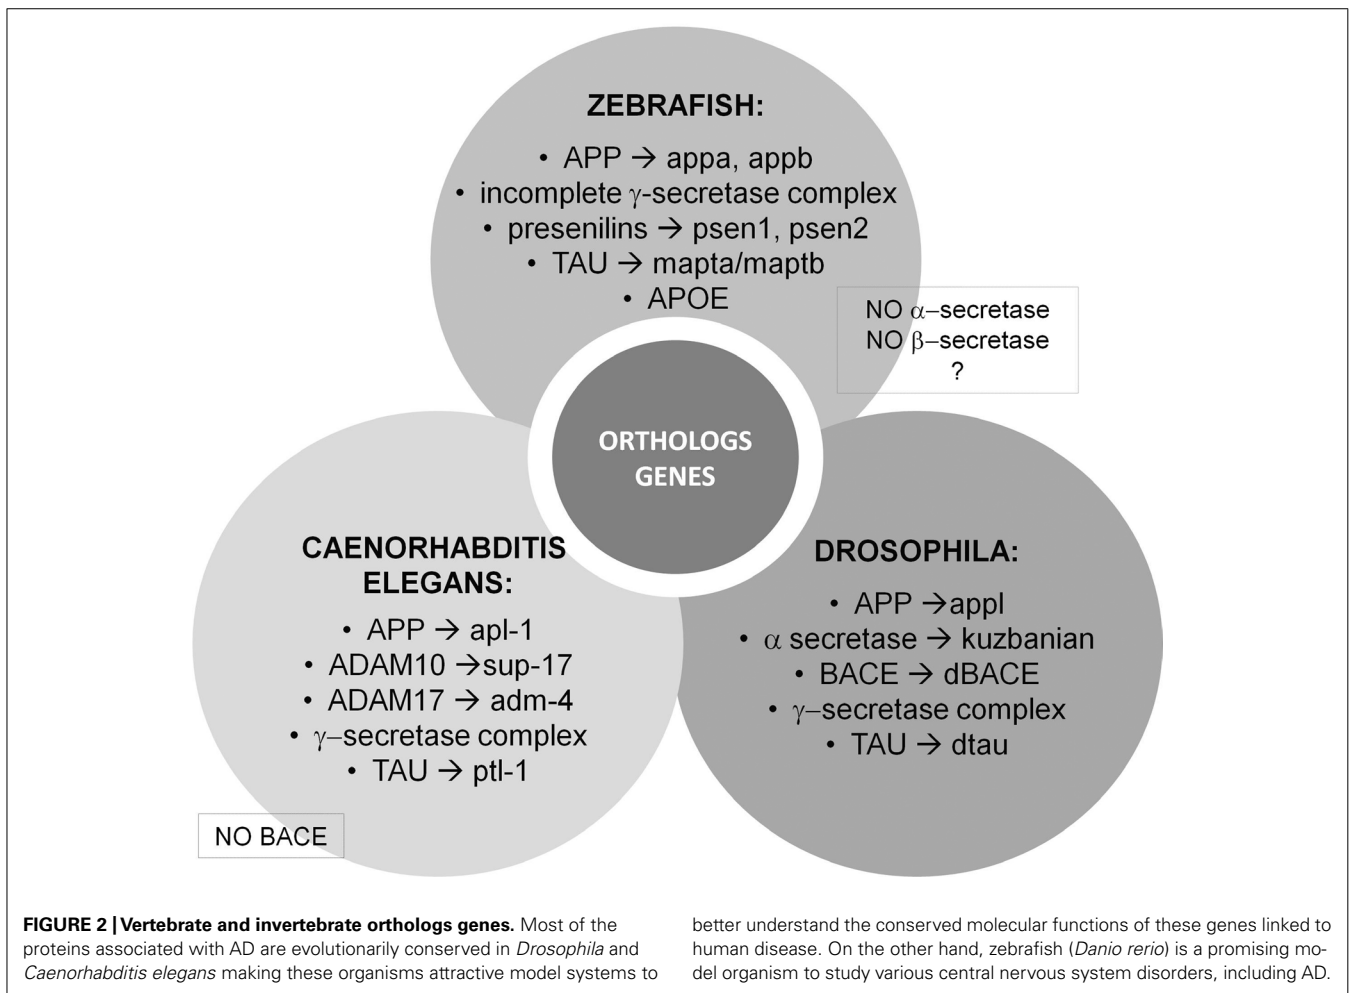 ZEBRAFISH:
• APP → appa, appb
• incomplete γ-secretase complex
• presenilins → psen1, psen2
• TAU → mapta/maptb
• APOE
NO α–secretase
NO β–secretase
?
ORTHOLOGS
GENES
CAENORHABDITIS
ELEGANS:
• APP → apl-1
• ADAM10 →sup-17
• ADAM17 → adm-4
• γ–secretase complex
• TAU → ptl-1
NO BACE
DROSOPHILA:
• APP →appl
• α secretase → kuzbanian
• BACE → dBACE
• γ–secretase complex
• TAU → dtau
FIGURE 2 | Vertebrate and invertebrate orthologs genes. Most of the
proteins associated with AD are evolutionarily conserved in Drosophila and
Caenorhabditis elegans making these organisms attractive model systems to
better understand the conserved molecular functions of these genes linked to
human disease. On the other hand, zebrafish (Danio rerio) is a promising mo-
del organism to study various central nervous system disorders, including AD.